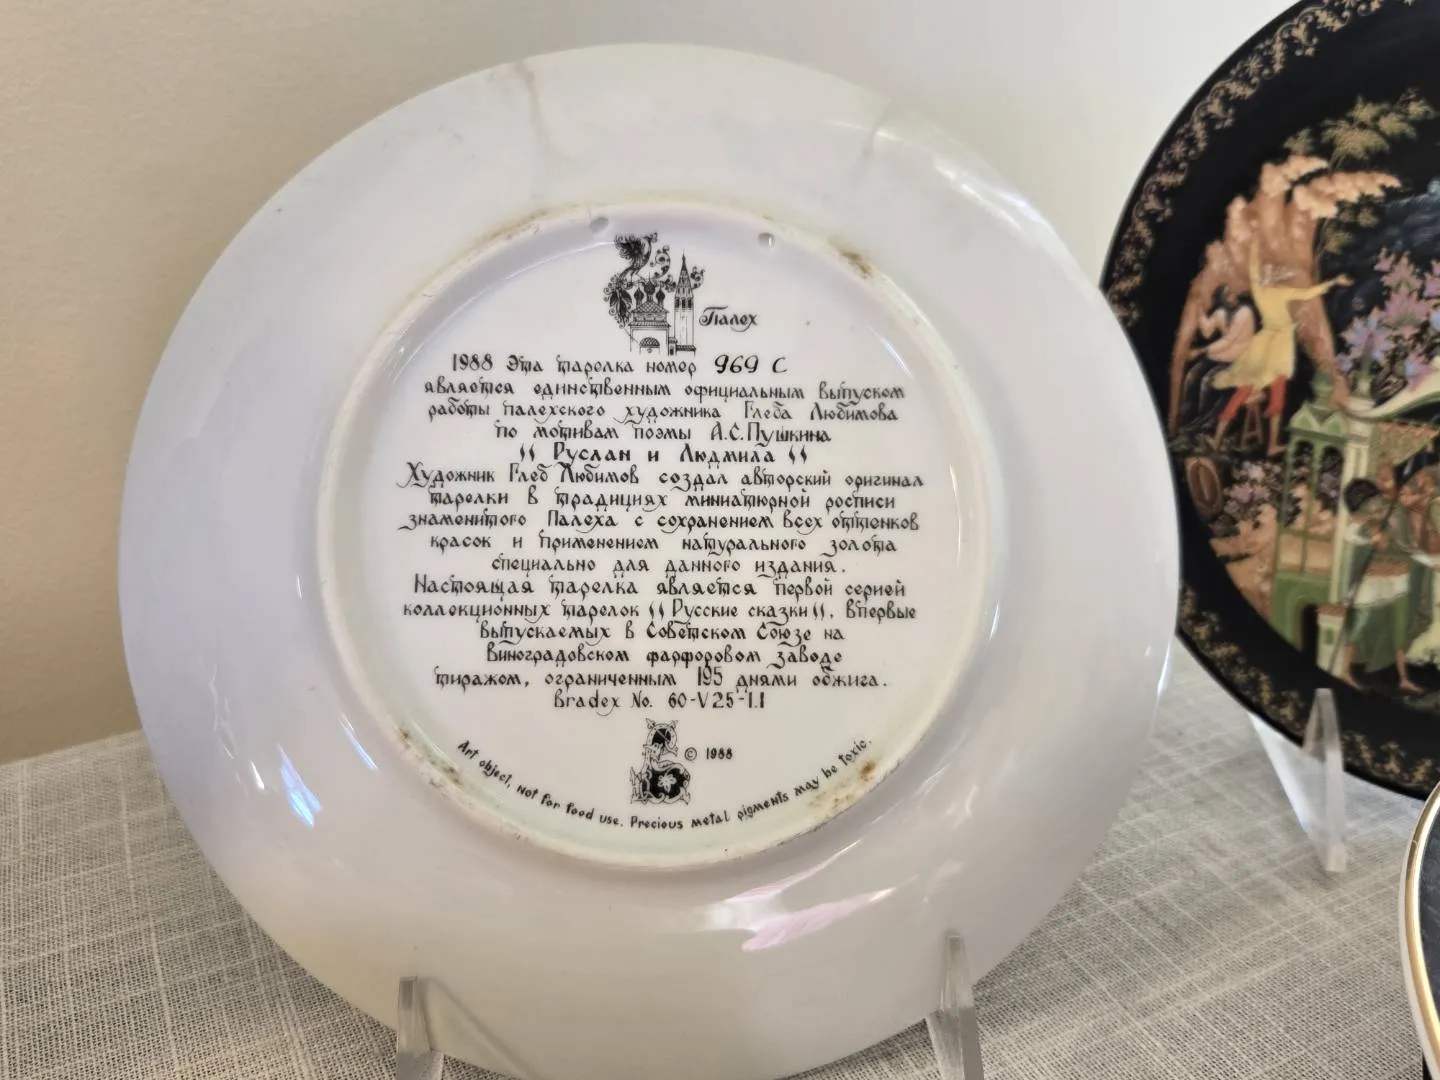 Палех
1988 Эта тарелка номер 969 С
является единственным официальным выпуском
работы палехского художника Глеба Любимова
по мотивам поэмы А.С.Пушкина
"Руслан и Людмила"
Художник Глеб Любимов создал авторский оригинал
тарелки в традициях миниатюрной росписи
знаменитого Палеха с сохранением всех оттенков
красок и применением натурального золота
специально для данного издания.
Настоящая тарелка является первой серией
коллекционных тарелок "Русские сказки", впервые
выпускаемых в Советском Союзе на
Виноградовском фарфоровом заводе
тиражом, ограниченным 195 днями обжига.
Bradex No. 60-V25-1.1
© 1988
Art object, not for food use. Precious metal pigments may be toxic.